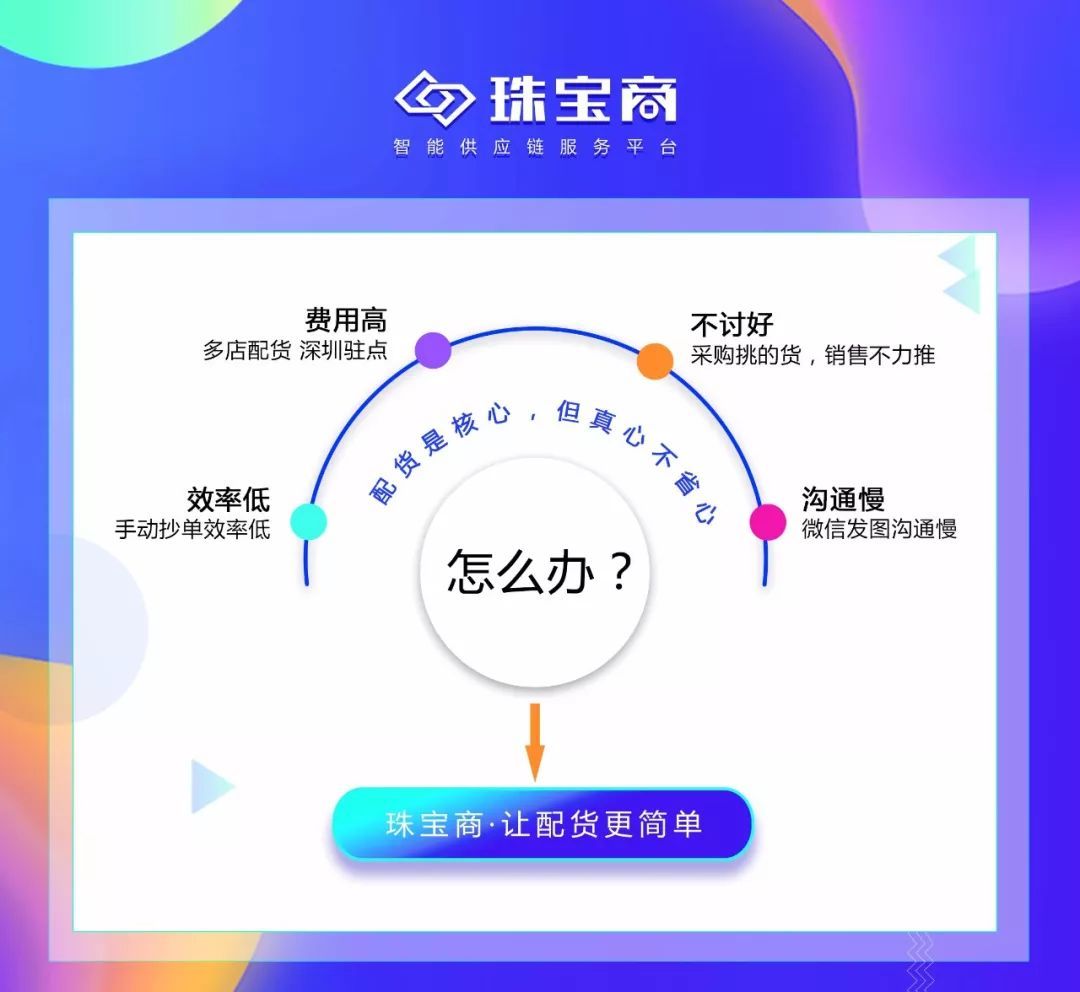 珠宝商
智能供应链服务平台
费用高
多店配货 深圳驻点
不讨好
采购挑的货，销售不力推
配货是核心，但真心不省心
效率低
手动抄单效率低
沟通慢
微信发图沟通慢
怎么办？
珠宝商·让配货更简单